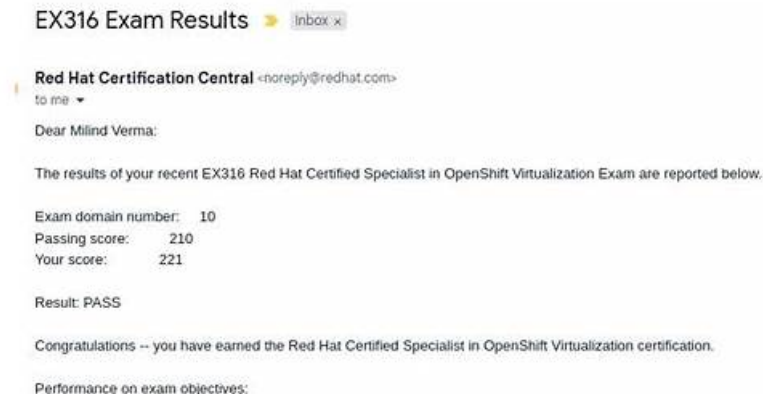 EX316 Exam Results Inbox x
Red Hat Certification Central <noreply@redhat.com>
to me
Dear Milind Verma:
The results of your recent EX316 Red Hat Certified Specialist in OpenShift Virtualization Exam are reported below.
Exam domain number: 10
Passing score: 210
Your score: 221
Result: PASS
Congratulations -- you have earned the Red Hat Certified Specialist in OpenShift Virtualization certification.
Performance on exam objectives: